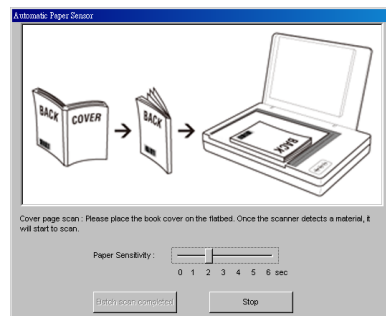 Automatic Paper Sensor
BACK COVER
BACK
BACK
Cover page scan : Please place the book cover on the flatbed. Once the scanner detects a material, it
will start to scan.
Paper Sensitivity :
0 1 2 3 4 5 6 sec
Batch scan completed Stop